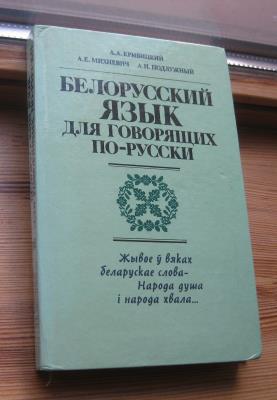 А.А. КРИВИЦКИЙ
А.Е. МИХНЕВИЧ А.И. ПОДЛУЖНЫЙ
БЕЛОРУССКИЙ
ЯЗЫК
ДЛЯ ГОВОРЯЩИХ
ПО-РУССКИ
Жывое ў вяках
беларускае слова-
Народа душа
і народа хвала...